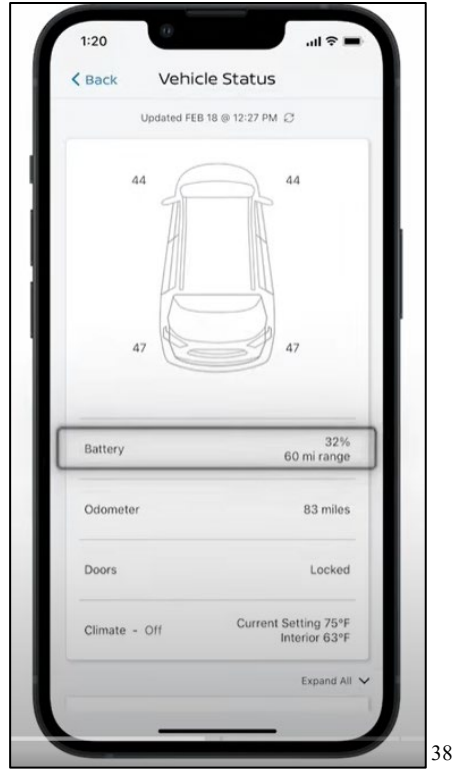 1:20
Back Vehicle Status
Updated FEB 18 @ 12:27 PM
44 44
47 47
Battery 32%
60 mi range
Odometer 83 miles
Doors Locked
Climate - Off Current Setting 75°F
Interior 63°F
Expand All
38